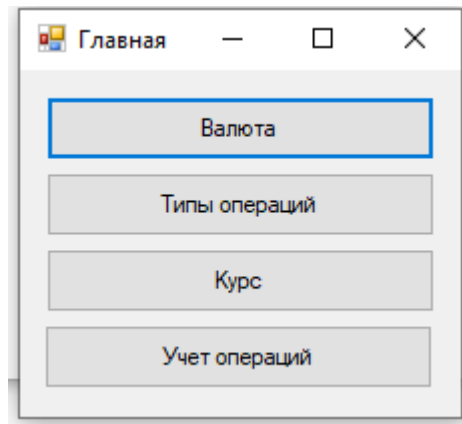 Главная
Валюта
Типы операций
Курс
Учет операций